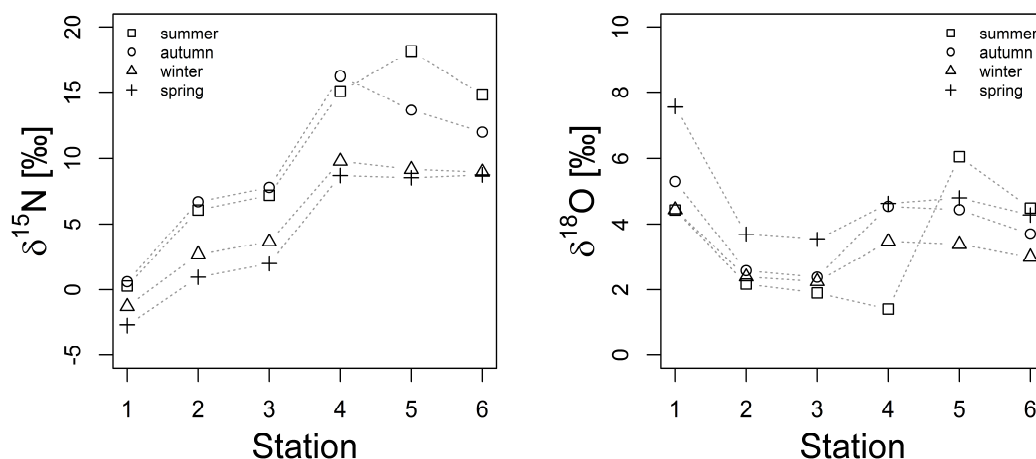 20
15
10
5
0
-5
δ15N [‰]
summer
autumn
winter
spring
1 2 3 4 5 6
Station
10
8
6
4
2
0
δ18O [‰]
summer
autumn
winter
spring
1 2 3 4 5 6
Station